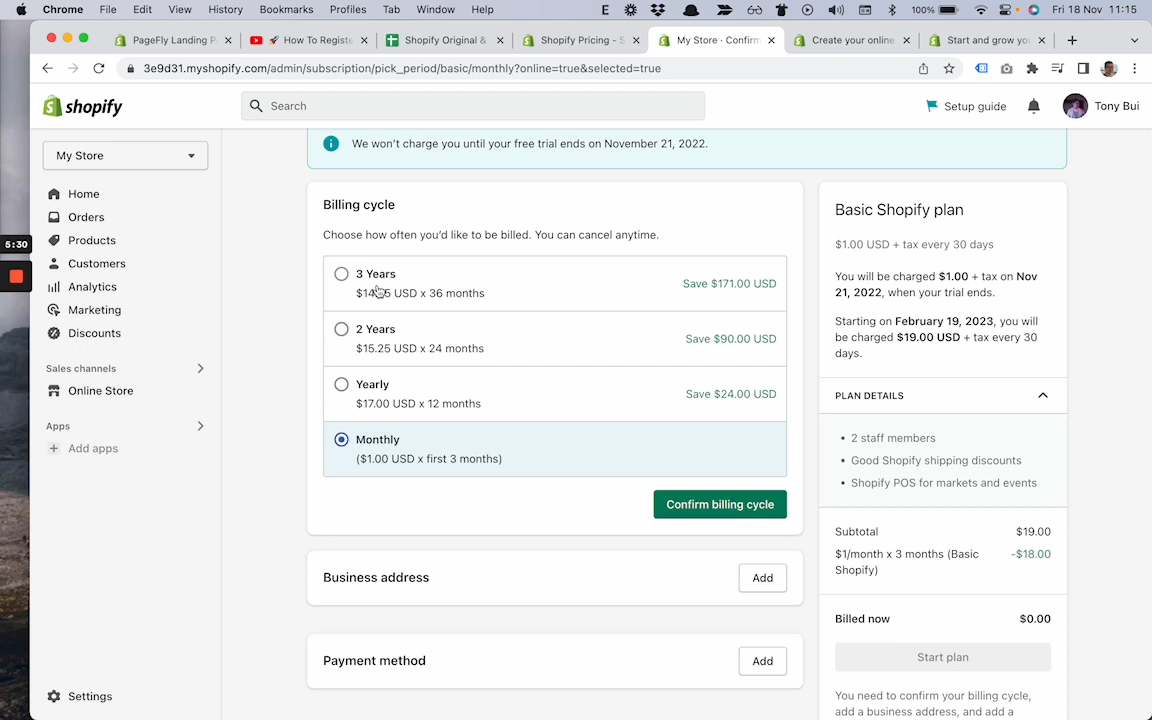 Chrome File Edit View History Bookmarks Profiles Tab Window Help 100% Fri 18 Nov 11:15
PageFly Landing P
How To Registe
Shopify Original &
Shopify Pricing - S
My Store · Confirm
Create your online
Start and grow you
3e9d31.myshopify.com/admin/subscription/pick_period/basic/monthly?online=true&selected=true
shopify
Search
Setup guide
Tony Bui
My Store
Home
Orders
Products
Customers
Analytics
Marketing
Discounts
Sales channels
Online Store
Apps
Add apps
Settings
5:30
We won't charge you until your free trial ends on November 21, 2022.
Billing cycle
Choose how often you'd like to be billed. You can cancel anytime.
3 Years
USD x 36 months
Save $171.00 USD
2 Years
$15.25 USD x 24 months
Save $90.00 USD
Yearly
$17.00 USD x 12 months
Save $24.00 USD
Monthly
($1.00 USD x first 3 months)
Confirm billing cycle
Business address
Add
Payment method
Add
Basic Shopify plan
$1.00 USD + tax every 30 days
You will be charged $1.00 + tax on Nov
21, 2022, when your trial ends.
Starting on February 19, 2023, you will
be charged $19.00 USD + tax every 30
days.
PLAN DETAILS
• 2 staff members
• Good Shopify shipping discounts
• Shopify POS for markets and events
Subtotal $19.00
$1/month x 3 months (Basic -$18.00
Shopify)
Billed now $0.00
Start plan
You need to confirm your billing cycle,
add a business address, and add a